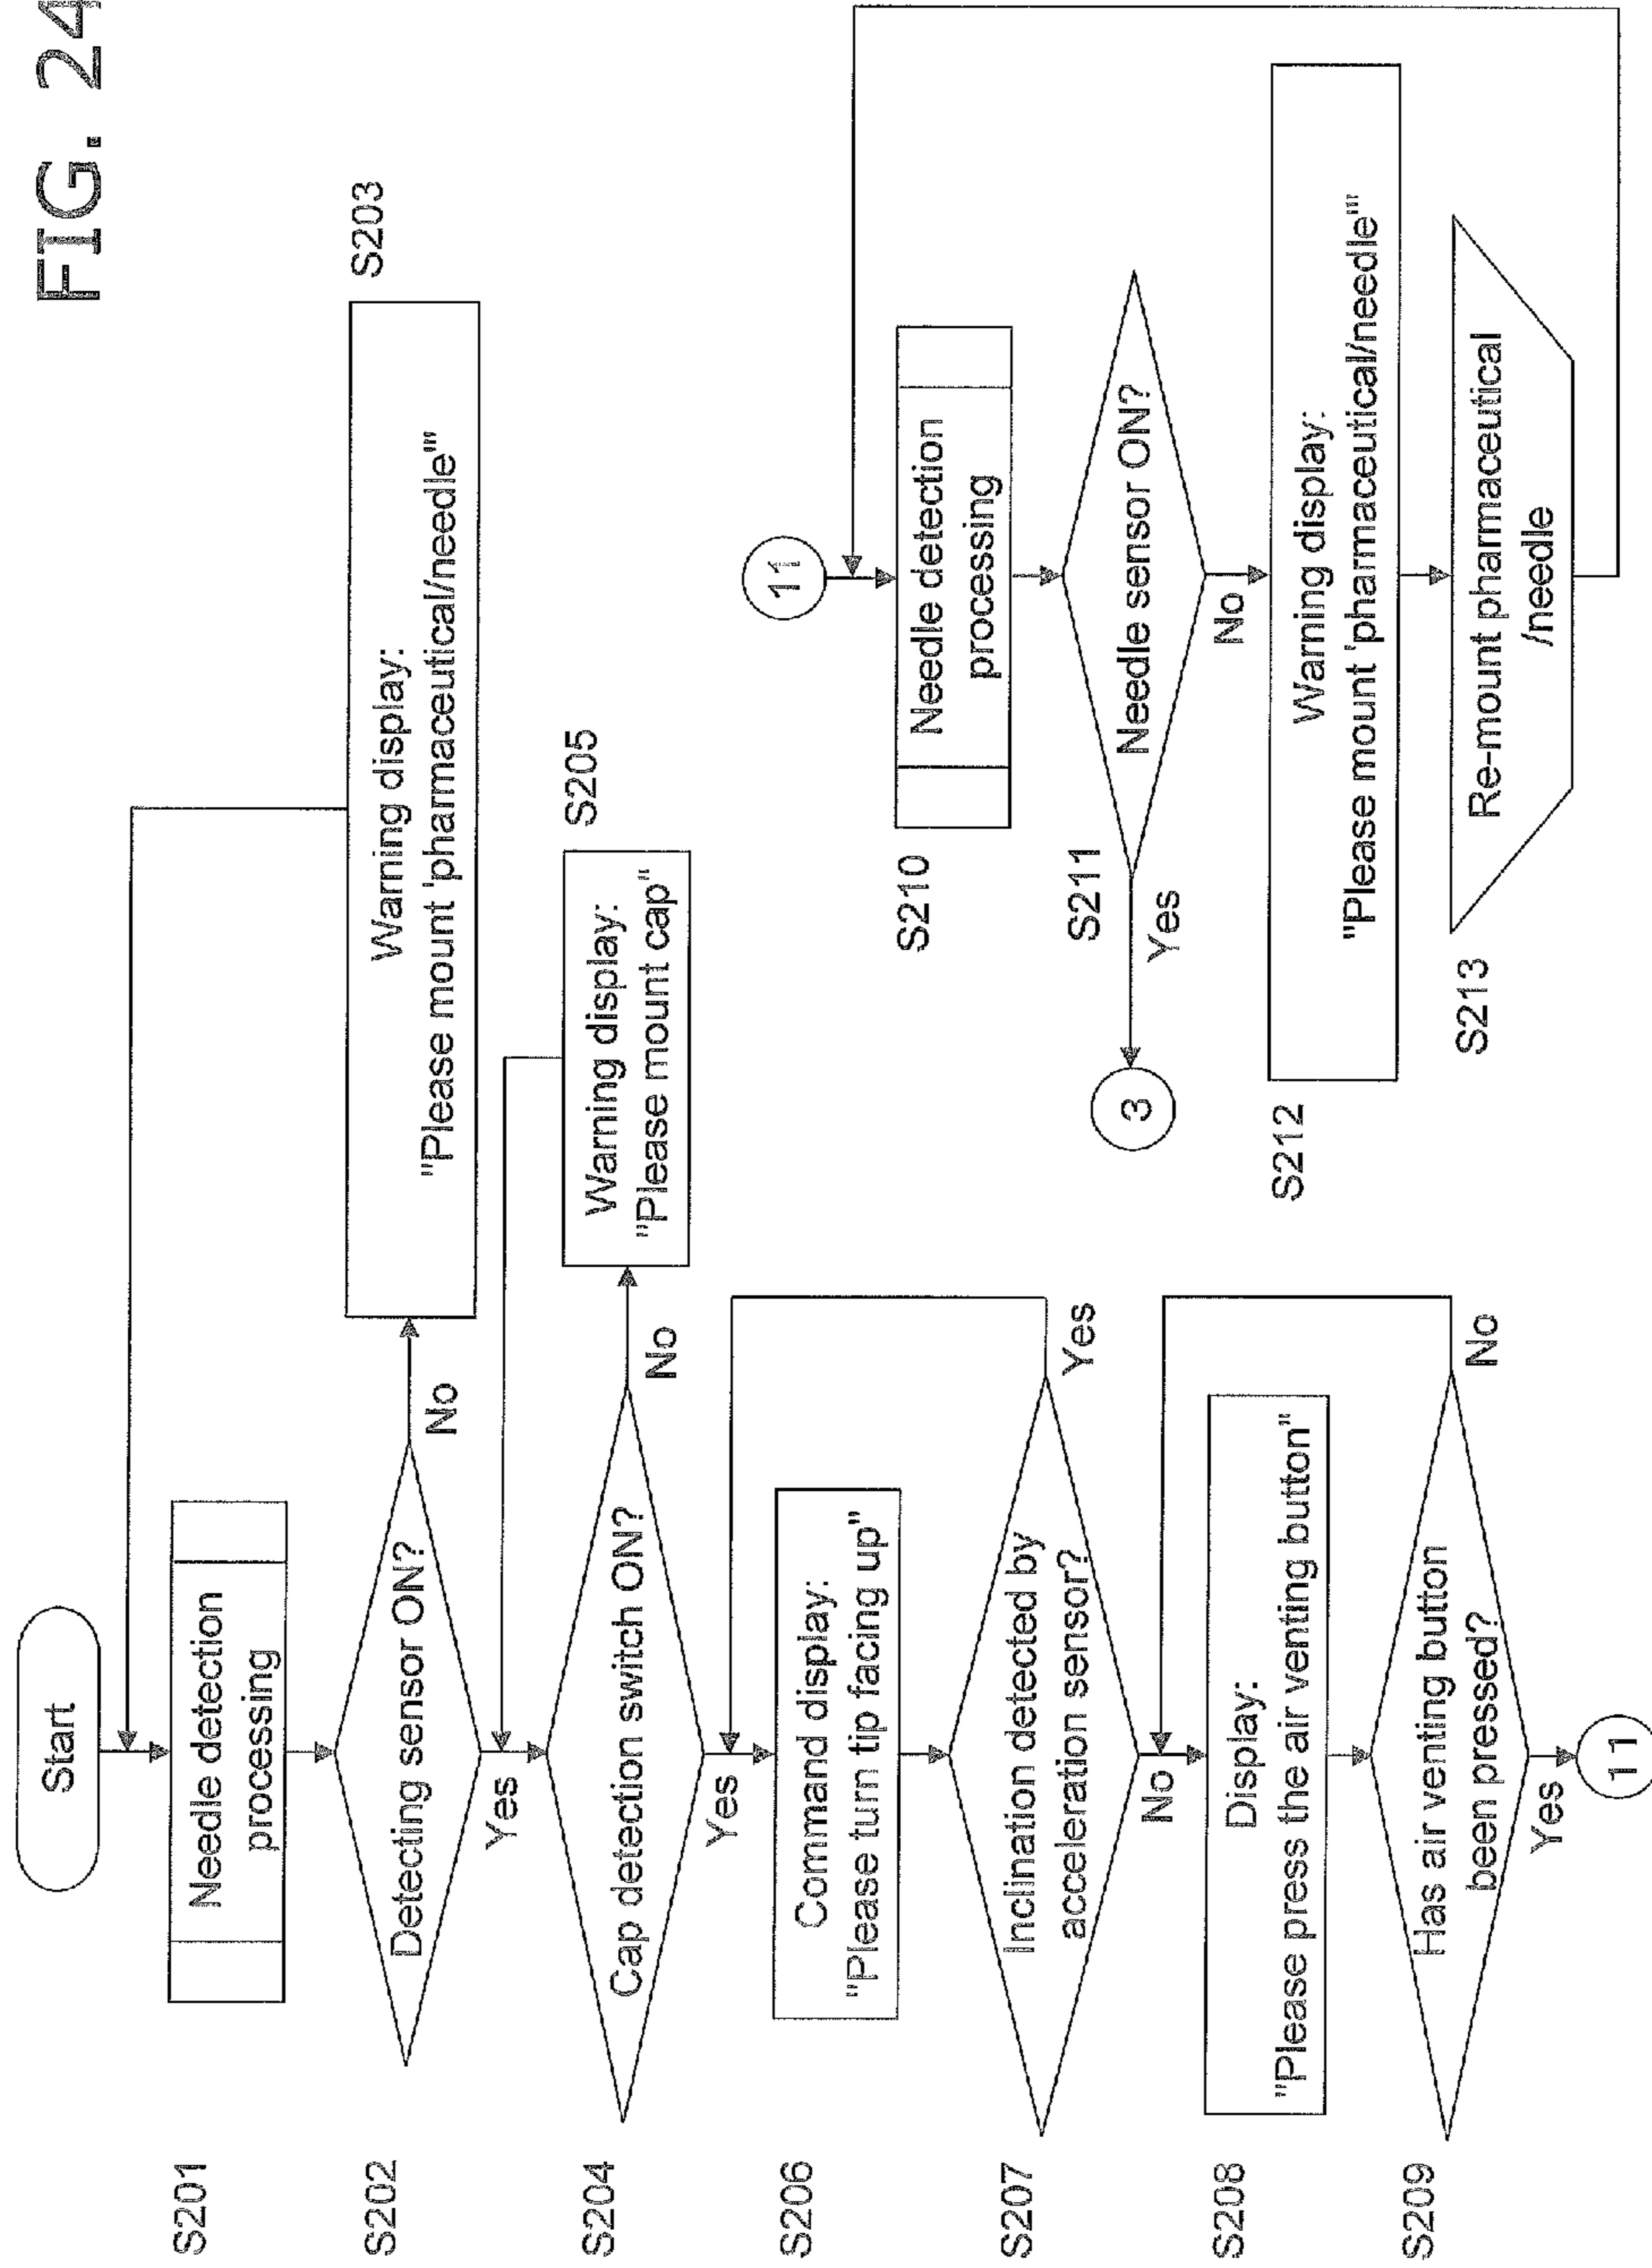 FIG. 24
Start
S201
Needle detection
processing
S202
Detecting sensor ON?
No
Yes
S203
Warning display:
"Please mount 'pharmaceutical/needle'"
S204
Cap detection switch ON?
No
Yes
S205
Warning display:
"Please mount cap"
S206
Command display:
"Please turn tip facing up"
S207
Inclination detected by
acceleration sensor?
Yes
No
S208
Display:
"Please press the air venting button"
S209
Has air venting button
been pressed?
No
Yes
11
11
S210
Needle detection
processing
S211
Needle sensor ON?
Yes
3
No
S212
Warning display:
"Please mount 'pharmaceutical/needle'"
S213
Re-mount pharmaceutical
/needle